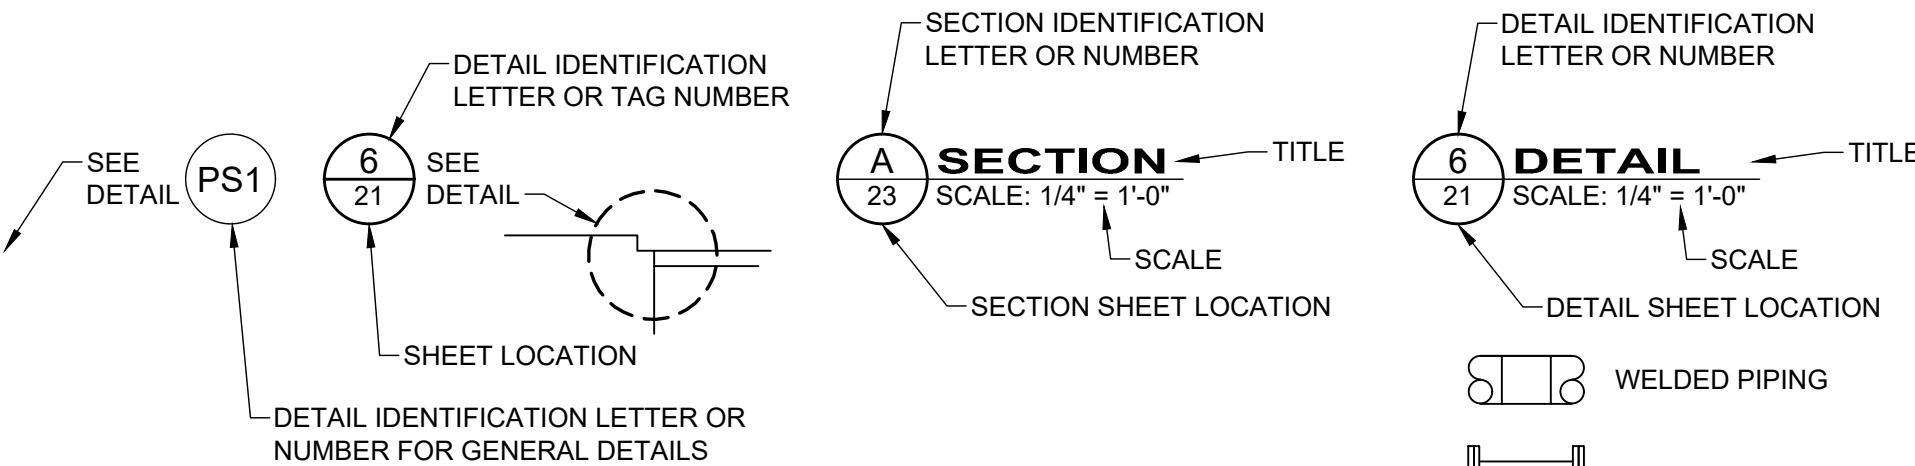 SECTION IDENTIFICATION
LETTER OR NUMBER
DETAIL IDENTIFICATION
LETTER OR NUMBER
DETAIL IDENTIFICATION
LETTER OR TAG NUMBER
SEE
DETAIL
PS1
6
21
SEE
DETAIL
A
23
SECTION
SCALE: 1/4" = 1'-0"
TITLE
6
21
DETAIL
SCALE: 1/4" = 1'-0"
TITLE
SCALE
SCALE
SECTION SHEET LOCATION
DETAIL SHEET LOCATION
SHEET LOCATION
WELDED PIPING
DETAIL IDENTIFICATION LETTER OR
NUMBER FOR GENERAL DETAILS